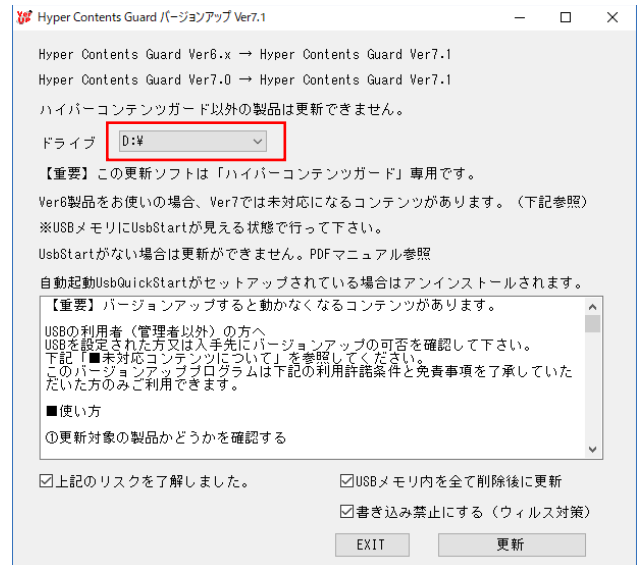 Hyper Contents Guard バージョンアップ Ver7.1
Hyper Contents Guard Ver6.x → Hyper Contents Guard Ver7.1
Hyper Contents Guard Ver7.0 → Hyper Contents Guard Ver7.1
ハイパーコンテンツガード以外の製品は更新できません。
ドライブ D:¥
【重要】この更新ソフトは「ハイパーコンテンツガード」専用です。
Ver6製品をお使いの場合、Ver7では未対応になるコンテンツがあります。（下記参照）
※USBメモリにUsbStartが見える状態で行って下さい。
UsbStartがない場合は更新ができません。PDFマニュアル参照
自動起動UsbQuickStartがセットアップされている場合はアンインストールされます。
【重要】バージョンアップすると動かなくなるコンテンツがあります。
USBの利用者（管理者以外）の方へ
USBを設定された方又は入手先にバージョンアップの可否を確認して下さい。
下記「■未対応コンテンツについて」を参照してください。
このバージョンアッププログラムは下記の利用許諾条件と免責事項を了承していた
だいた方のみご利用できます。
■使い方
①更新対象の製品かどうかを確認する
上記のリスクを了解しました。 USBメモリ内を全て削除後に更新
書き込み禁止にする（ウィルス対策）
EXIT 更新